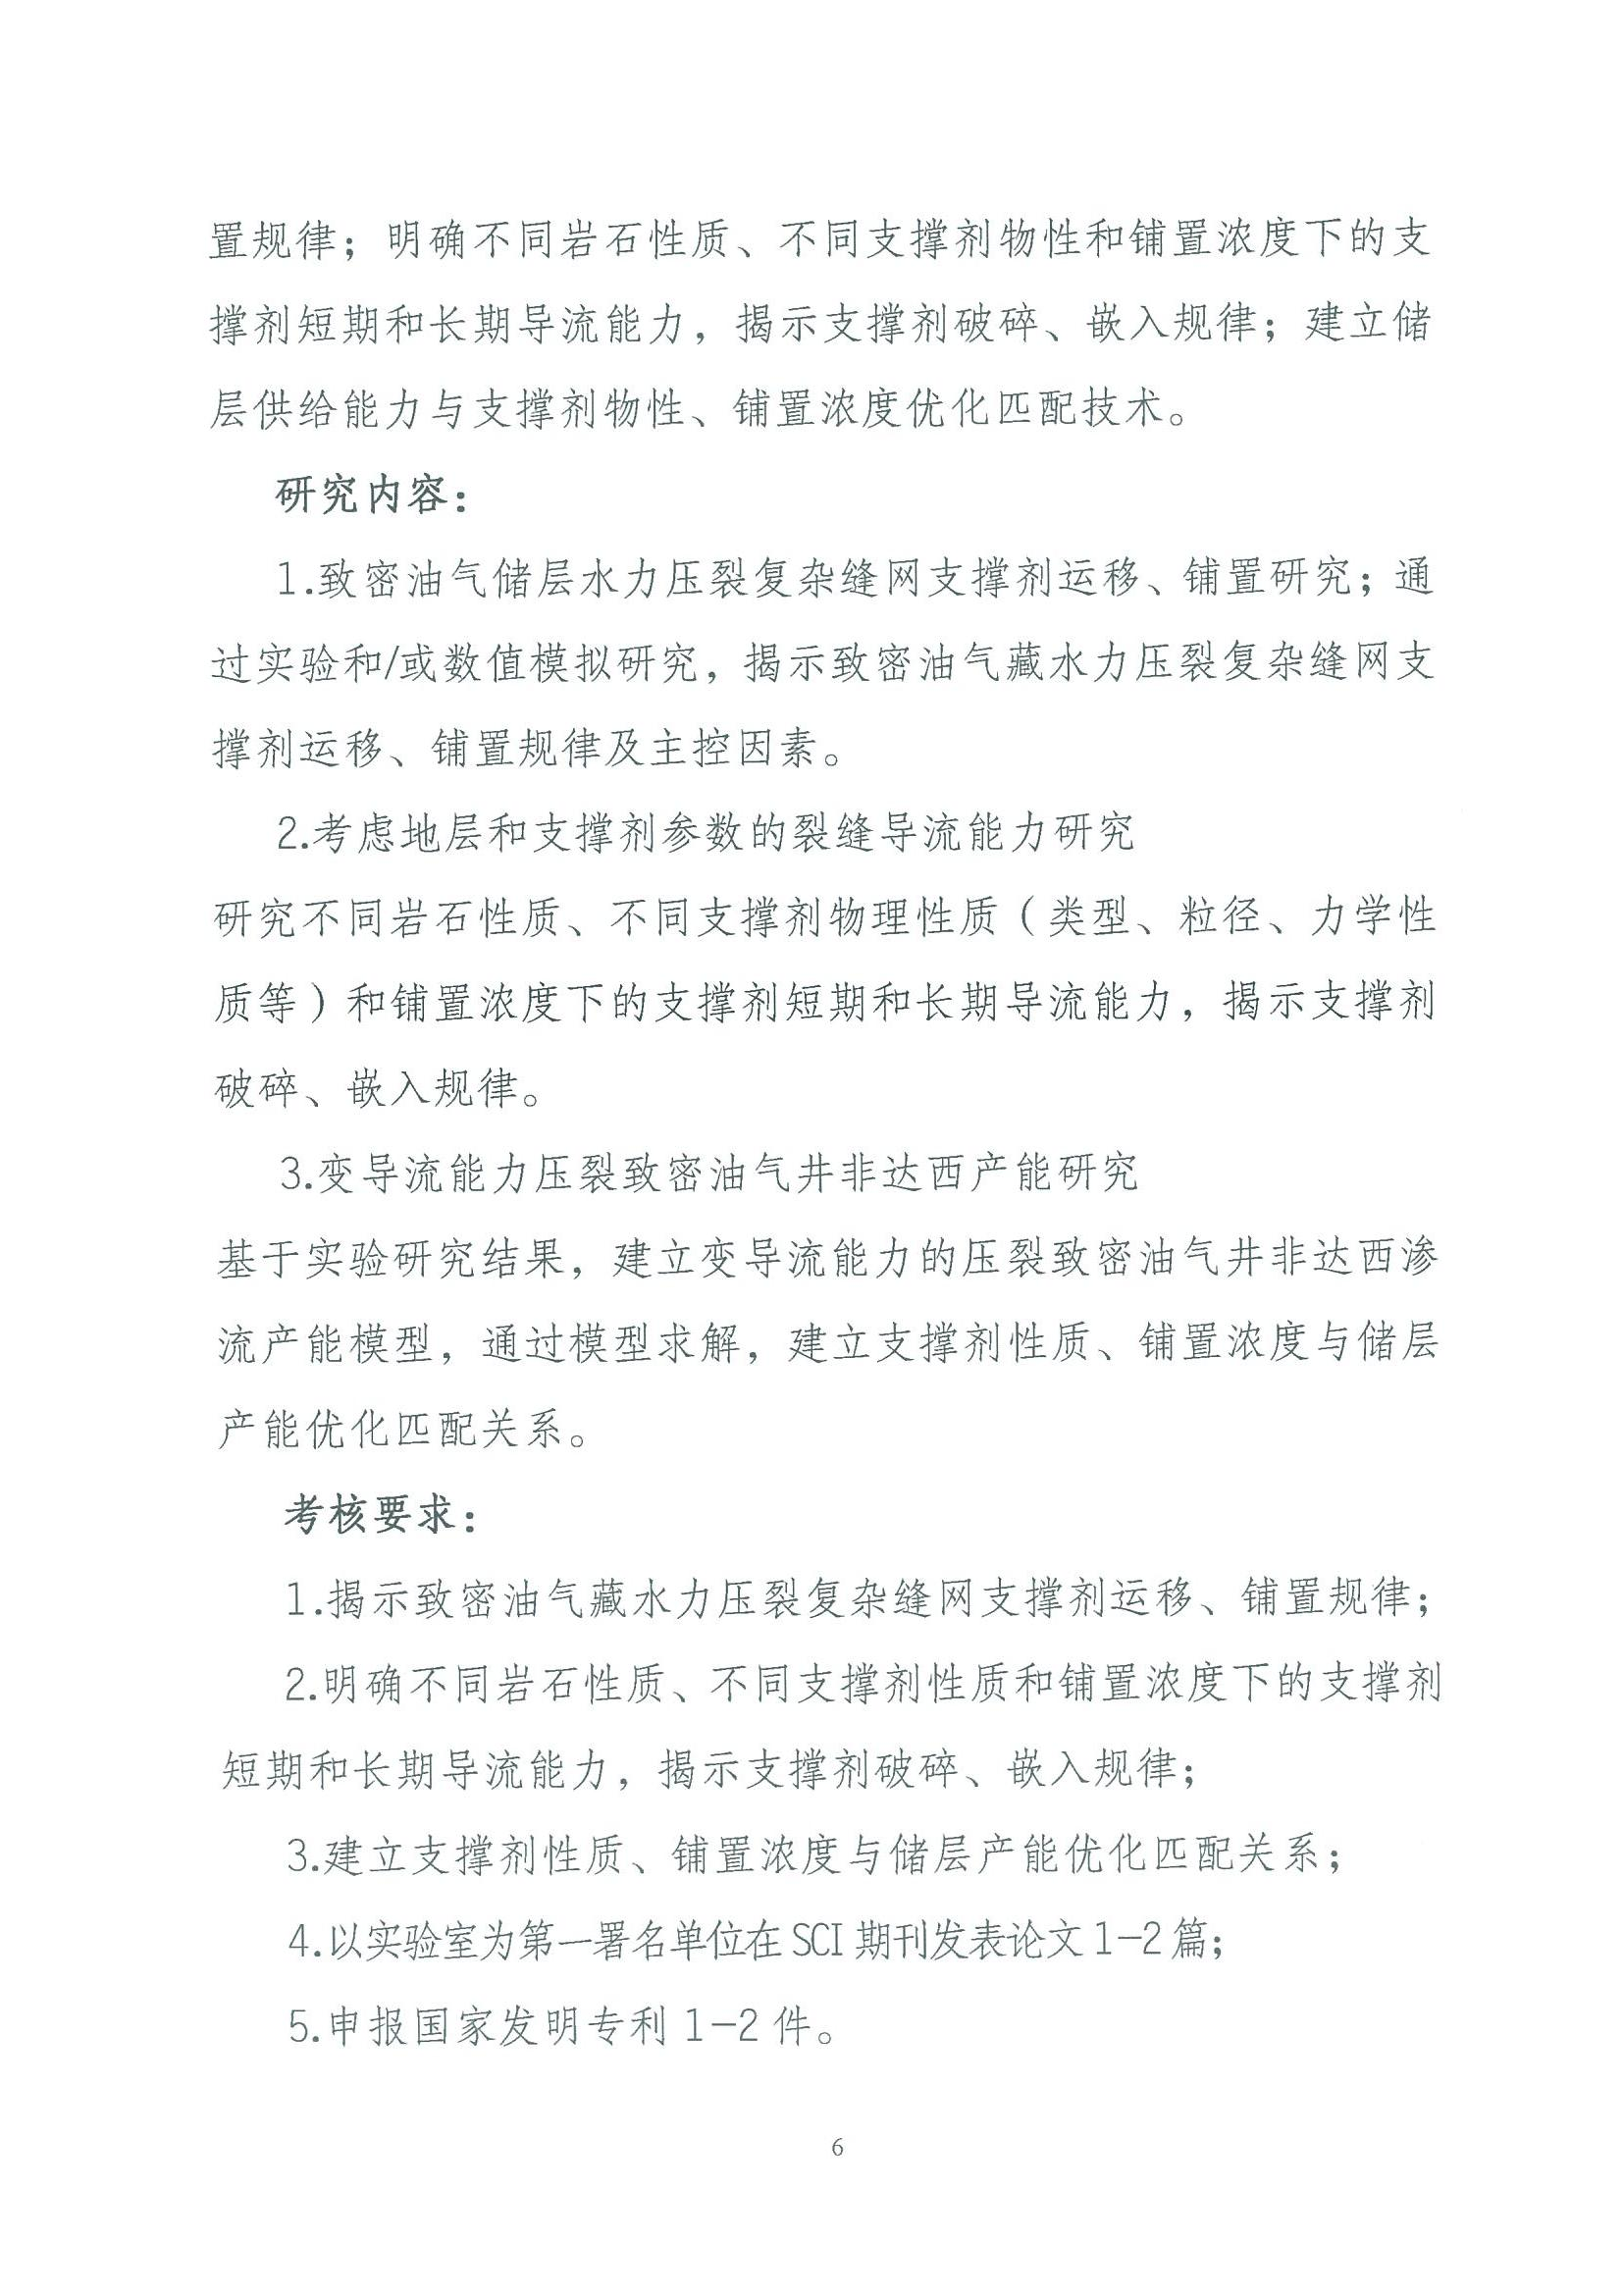 置规律；明确不同岩石性质、不同支撑剂物性和铺置浓度下的支
撑剂短期和长期导流能力，揭示支撑剂破碎、嵌入规律；建立储
层供给能力与支撑剂物性、铺置浓度优化匹配技术。
研究内容：
1.致密油气储层水力压裂复杂缝网支撑剂运移、铺置研究；通
过实验和/或数值模拟研究，揭示致密油气藏水力压裂复杂缝网支
撑剂运移、铺置规律及主控因素。
2.考虑地层和支撑剂参数的裂缝导流能力研究
研究不同岩石性质、不同支撑剂物理性质（类型、粒径、力学性
质等）和铺置浓度下的支撑剂短期和长期导流能力，揭示支撑剂
破碎、嵌入规律。
3.变导流能力压裂致密油气井非达西产能研究
基于实验研究结果，建立变导流能力的压裂致密油气井非达西渗
流产能模型，通过模型求解，建立支撑剂性质、铺置浓度与储层
产能优化匹配关系。
考核要求：
1.揭示致密油气藏水力压裂复杂缝网支撑剂运移、铺置规律；
2.明确不同岩石性质、不同支撑剂性质和铺置浓度下的支撑剂
短期和长期导流能力，揭示支撑剂破碎、嵌入规律；
3.建立支撑剂性质、铺置浓度与储层产能优化匹配关系；
4.以实验室为第一署名单位在 SCI 期刊发表论文 1-2 篇；
5.申报国家发明专利 1-2 件。
6